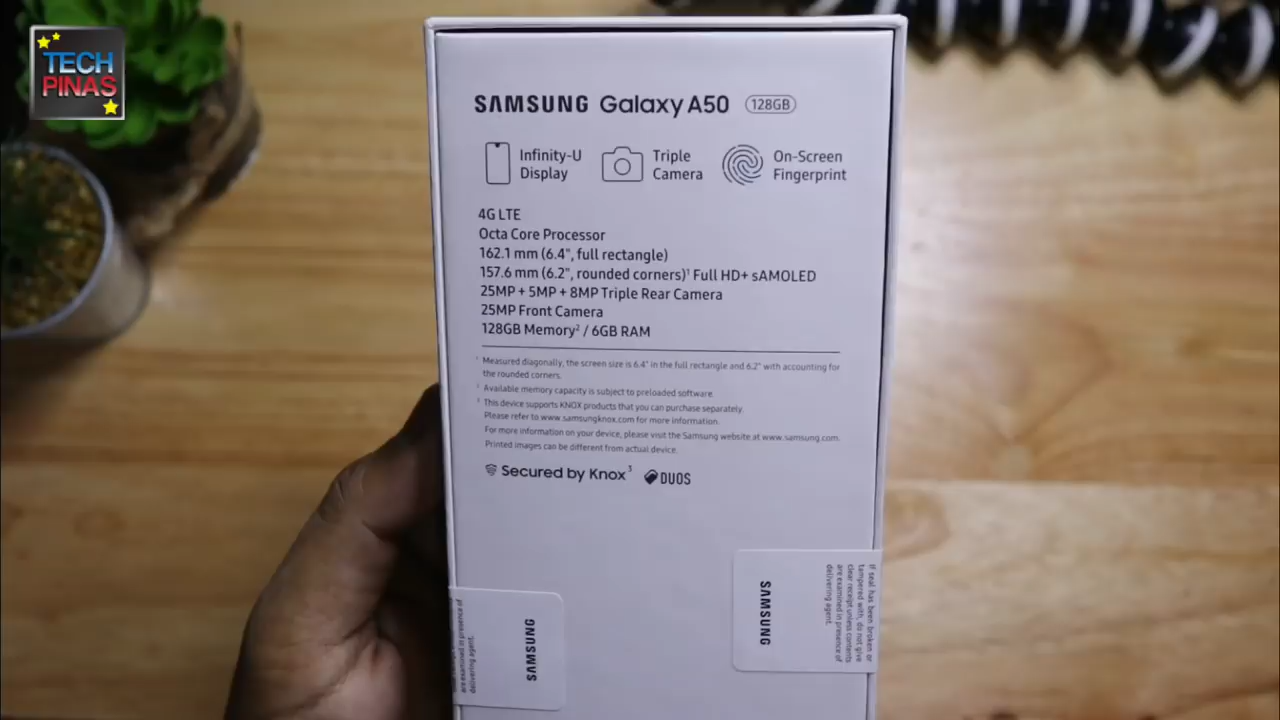 TECH
PINAS
SAMSUNG Galaxy A50 128GB
Infinity-U
Display
Triple
Camera
On-Screen
Fingerprint
4G LTE
Octa Core Processor
162.1 mm (6.4", full rectangle)
157.6 mm (6.2", rounded corners)¹ Full HD+ sAMOLED
25MP + 5MP + 8MP Triple Rear Camera
25MP Front Camera
128GB Memory² / 6GB RAM
¹ Measured diagonally, the screen size is 6.4" in the full rectangle and 6.2" with accounting for
the rounded corners.
² Available memory capacity is subject to preloaded software.
³ This device supports KNOX products that you can purchase separately.
Please refer to www.samsungknox.com for more information.
For more information on your device, please visit the Samsung website at www.samsung.com.
Printed images can be different from actual device.
Secured by Knox³ DUOS
SAMSUNG
If seal has been broken or
tampered with, do not give
clear receipt unless contents
are examined in presence of
delivering agent.
are examined in presence of
delivering agent.
SAMSUNG